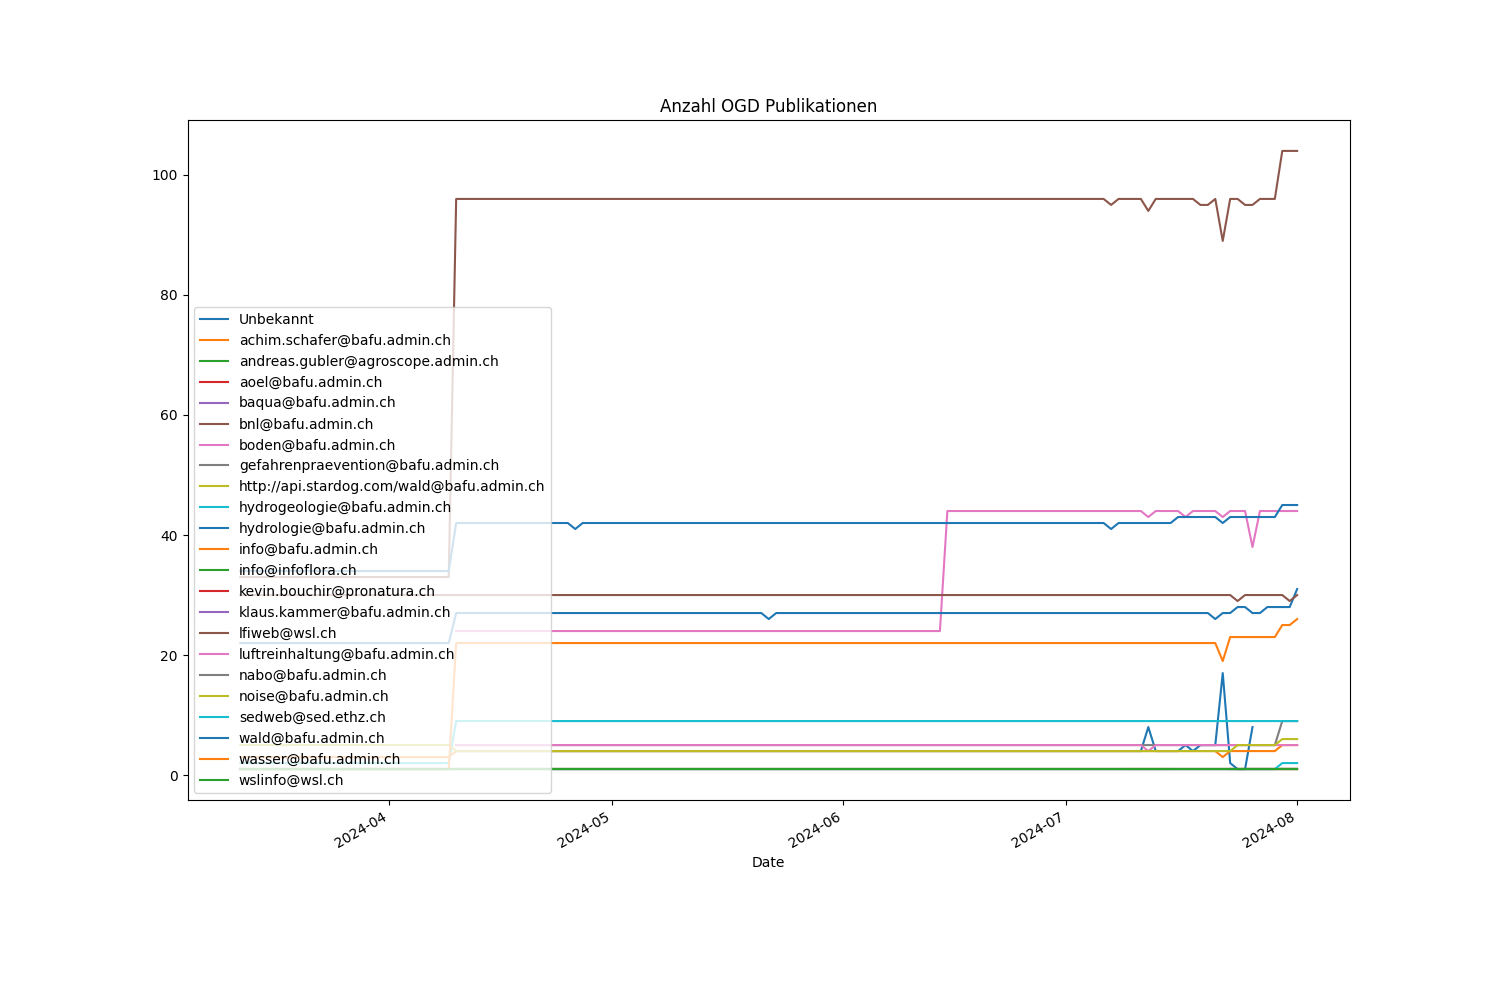 Anzahl OGD Publikationen
100
80
60
40
20
0
Unbekannt
achim.schafer@bafu.admin.ch
andreas.gubler@agroscope.admin.ch
aoel@bafu.admin.ch
baqua@bafu.admin.ch
bnl@bafu.admin.ch
boden@bafu.admin.ch
gefahrenpraevention@bafu.admin.ch
http://api.stardog.com/wald@bafu.admin.ch
hydrogeologie@bafu.admin.ch
hydrologie@bafu.admin.ch
info@bafu.admin.ch
info@infoflora.ch
kevin.bouchir@pronatura.ch
klaus.kammer@bafu.admin.ch
lfiweb@wsl.ch
luftreinhaltung@bafu.admin.ch
nabo@bafu.admin.ch
noise@bafu.admin.ch
sedweb@sed.ethz.ch
wald@bafu.admin.ch
wasser@bafu.admin.ch
wslinfo@wsl.ch
2024-04
2024-05
2024-06
2024-07
2024-08
Date